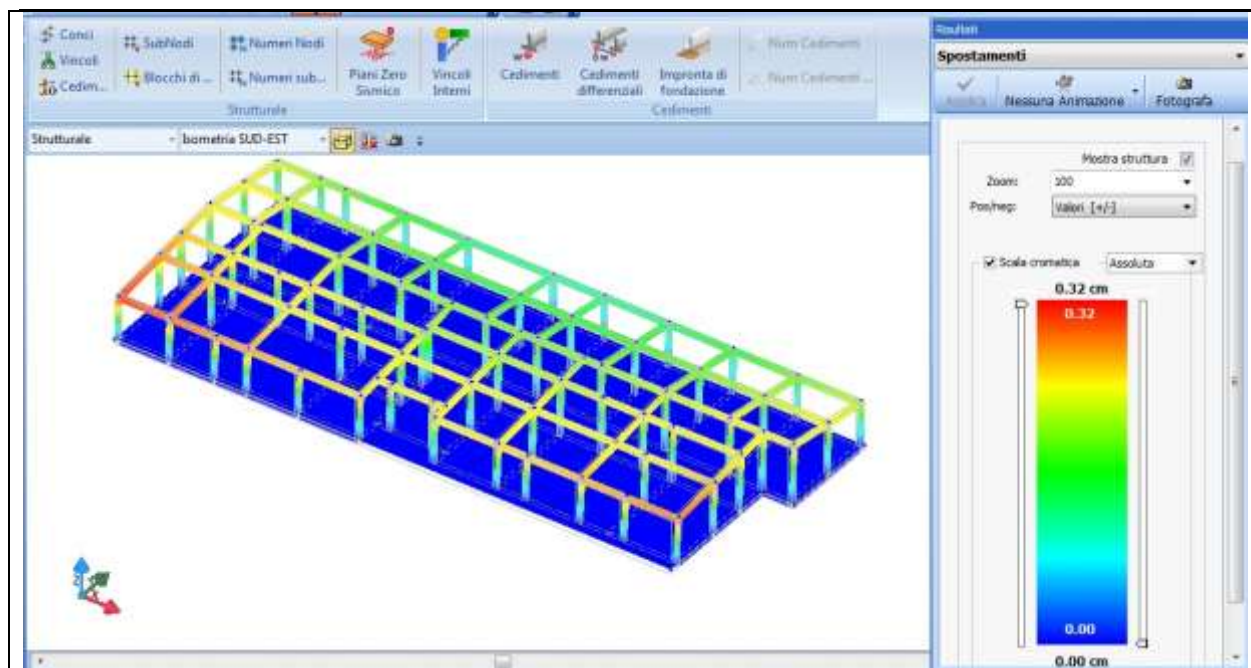 Conci
Vincoli
Cedim...
SubNodi
Blocchi di ...
Numeri Nodi
Numeri sub...
Piani Zero
Sismico
Vincoli
Interni
Strutturale
Cedimenti
Cedimenti
differenziali
Impronta di
fondazione
Num Cedimenti
Num Cedimenti ...
Cedimenti
Strutturale
Isometria SUD-EST
Risultati
Spostamenti
Nessuna Animazione
Fotografa
Mostra struttura
Zoom:
100
Pos/neg:
Valori [+/-]
Scala cromatica
Assoluta
0.32 cm
0.32
0.00
0.00 cm